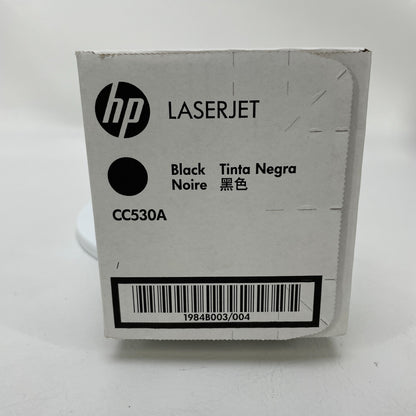 hp LASERJET
Black Tinta Negra
Noire 黑色
CC530A
1984B003/004